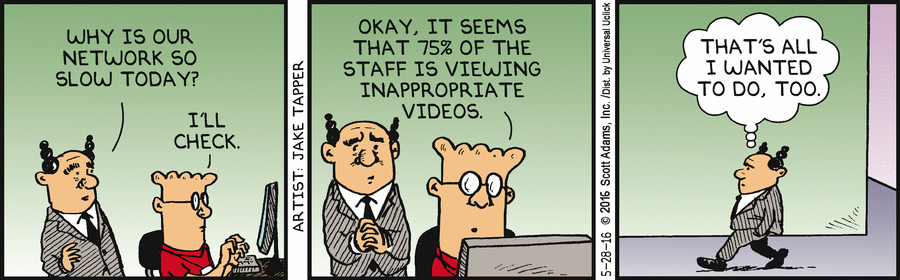 WHY IS OUR
NETWORK SO
SLOW TODAY?
I'LL
CHECK.
ARTIST: JAKE TAPPER
OKAY, IT SEEMS
THAT 75% OF THE
STAFF IS VIEWING
INAPPROPRIATE
VIDEOS.
5-28-16 © 2016 Scott Adams, Inc. /Dist. by Universal Uclick
THAT'S ALL
I WANTED
TO DO, TOO.